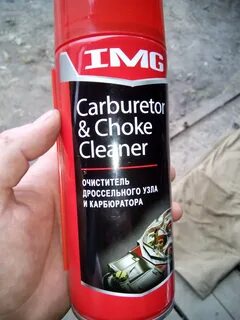 IMG
Carburetor
& Choke
Cleaner
ОЧИСТИТЕЛЬ
ДРОССЕЛЬНОГО УЗЛА
И КАРБЮРАТОРА